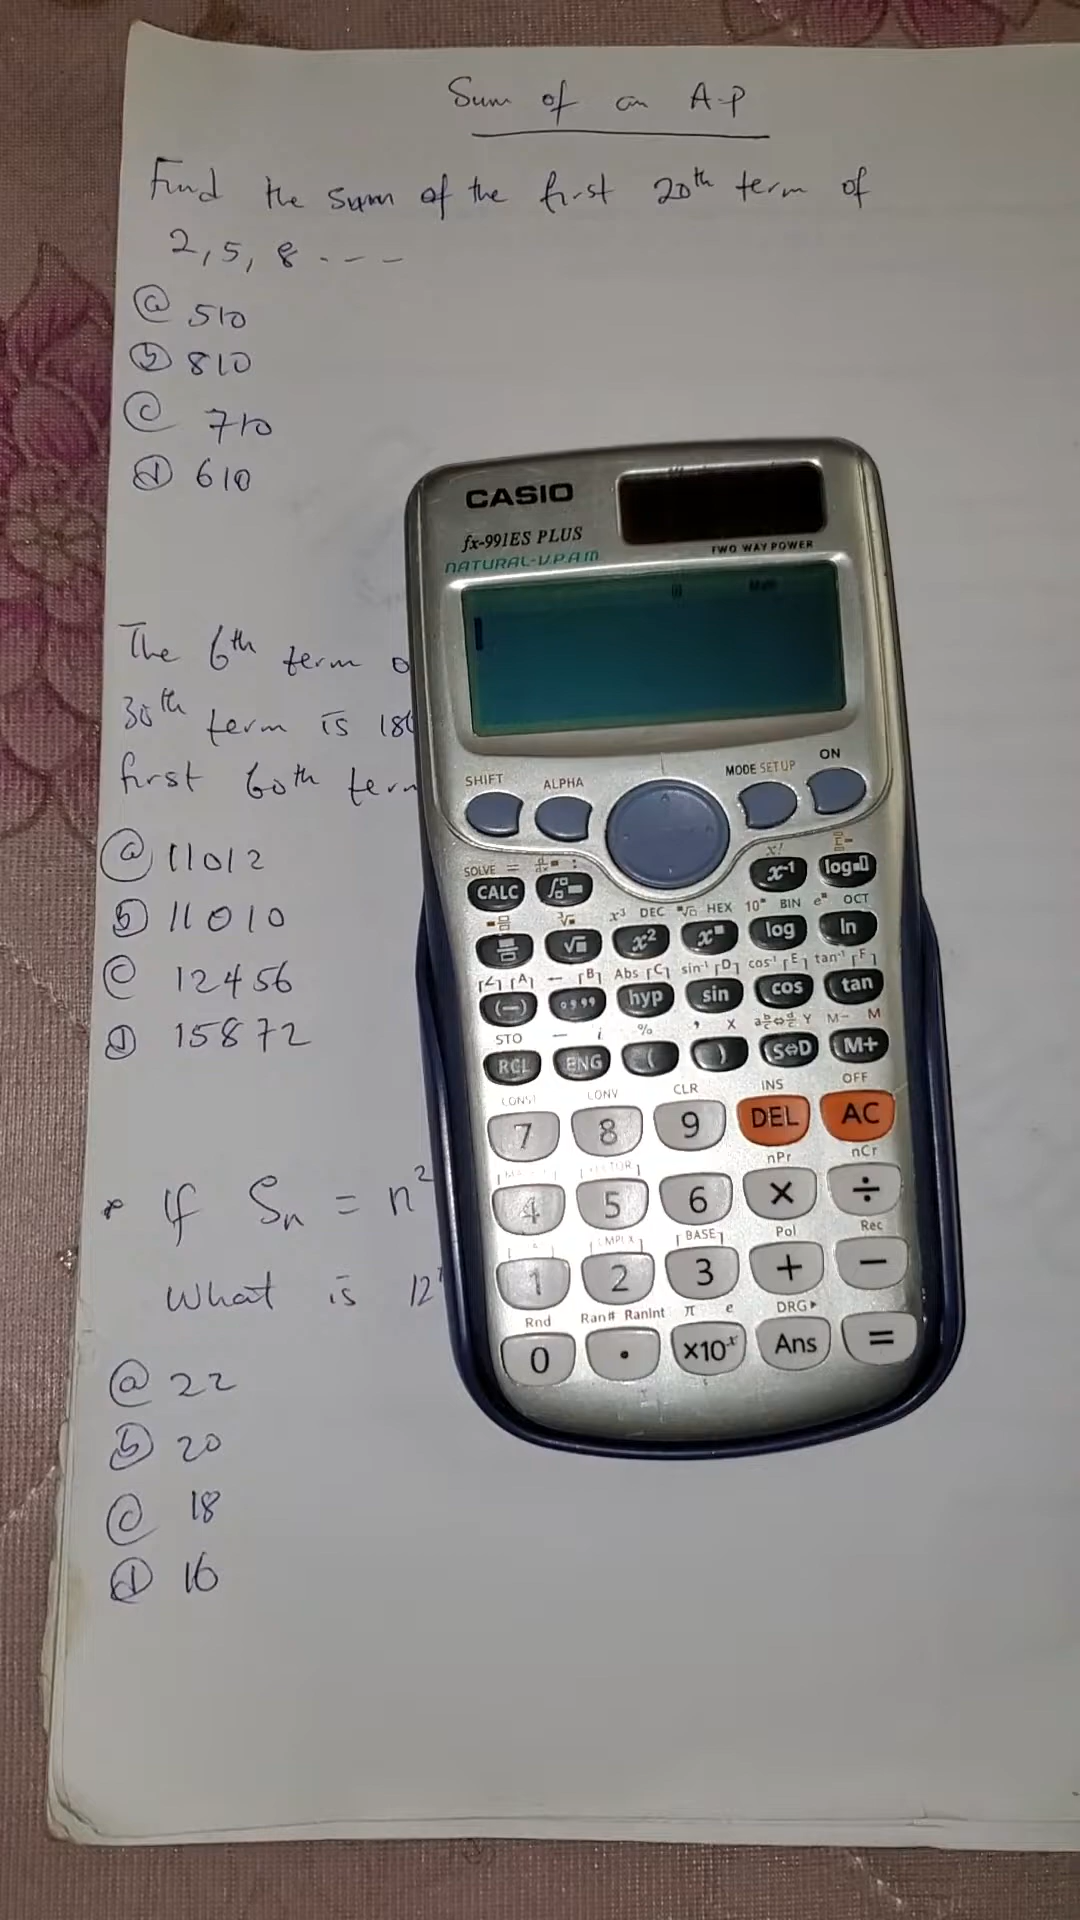 Sum of an A.P
Find the sum of the first 20th term of
2, 5, 8 ----
(a) 510
(b) 810
(c) 710
(d) 610
The 6th term
30th term is
first 60th
(a) 11012
(b) 11010
(c) 12456
(d) 15872
* If Sn = n²
What is 12
(a) 22
(b) 20
(c) 18
(d) 16
CASIO
fx-991ES PLUS
NATURAL-V.P.A.M.
TWO WAY POWER
Math
SHIFT ALPHA MODE SETUP ON
SOLVE = d/dx : x!
CALC ∫ x⁻¹ log
x³ DEC HEX 10 BIN e OCT
√ x² x log ln
∠ A B Abs C sin⁻¹ D cos⁻¹ E tan⁻¹ F
(−) hyp sin cos tan
STO i % , X Y M− M
RCL ENG ( ) S⇔D M+
CONST CONV CLR INS OFF
7 8 9 DEL AC
nPr nCr
4 5 6 × ÷
CMPLX BASE Pol Rec
1 2 3 + −
Rnd Ran# RanInt π e DRG▸
0 . ×10ˣ Ans =